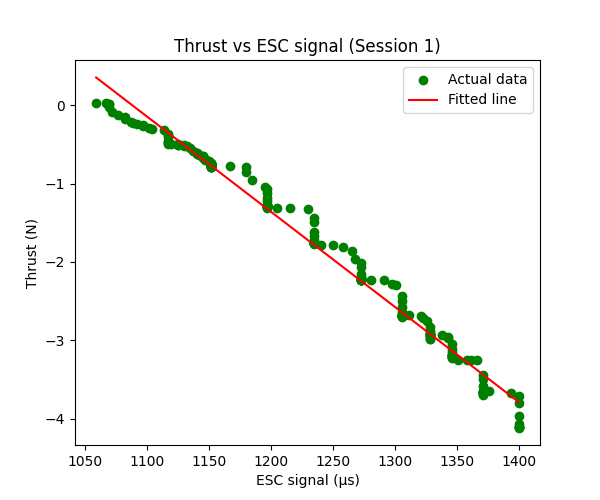 Thrust vs ESC signal (Session 1)
Actual data
Fitted line
0
−1
−2
−3
−4
Thrust (N)
1050 1100 1150 1200 1250 1300 1350 1400
ESC signal (µs)